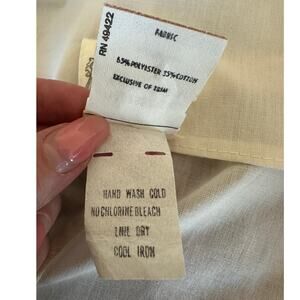 RN 49422
FABRIC
65% POLYESTER 35% COTTON
EXCLUSIVE OF TRIM
HAND WASH COLD
NO CHLORINE BLEACH
LINE DRY
COOL IRON